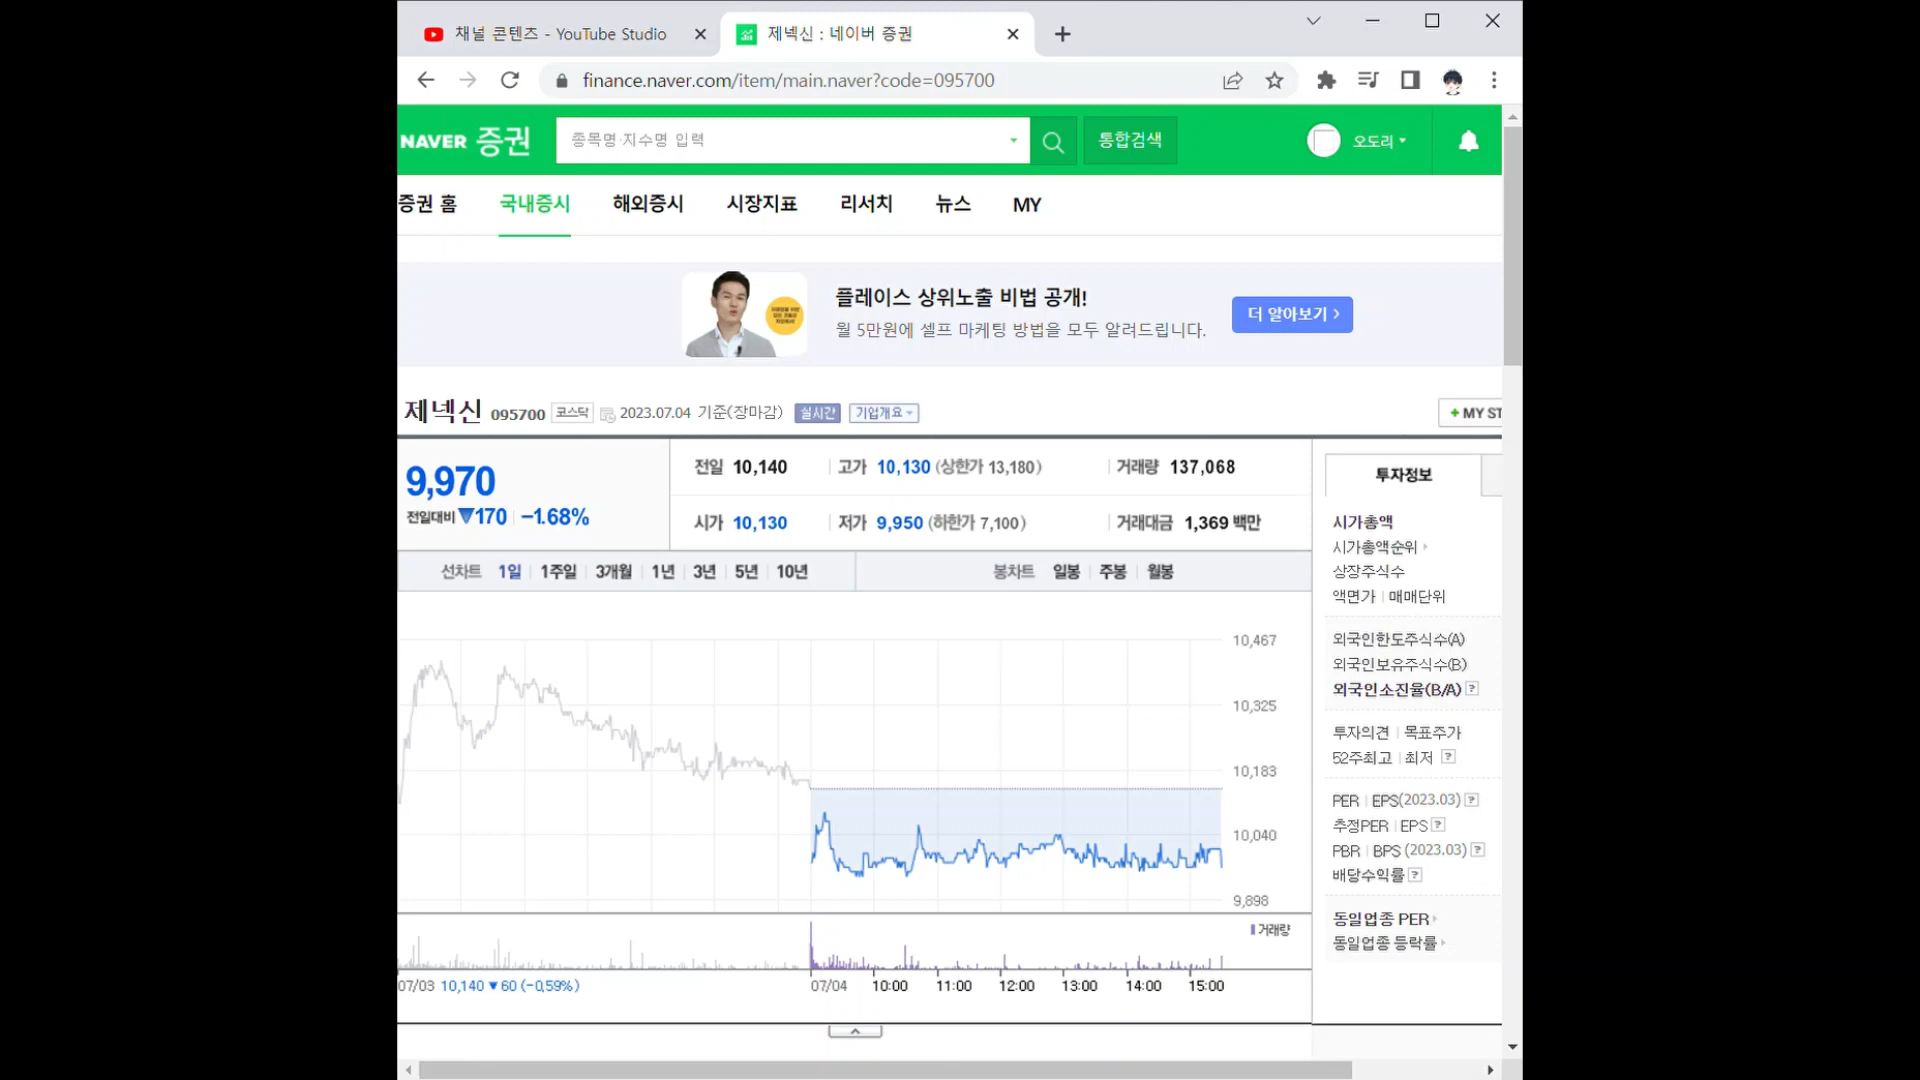 채널 콘텐츠 - YouTube Studio
제넥신 : 네이버 증권
finance.naver.com/item/main.naver?code=095700
NAVER 증권
종목명·지수명 입력
통합검색
오도리
증권 홈 국내증시 해외증시 시장지표 리서치 뉴스 MY
플레이스 상위노출 비법 공개!
월 5만원에 셀프 마케팅 방법을 모두 알려드립니다.
더 알아보기 >
제넥신 095700 코스닥 2023.07.04 기준(장마감) 실시간 기업개요
+ MY ST
9,970
전일대비 ▼170 | -1.68%
전일 10,140 | 고가 10,130 (상한가 13,180) | 거래량 137,068
시가 10,130 | 저가 9,950 (하한가 7,100) | 거래대금 1,369 백만
선차트 1일 1주일 3개월 1년 3년 5년 10년
봉차트 일봉 주봉 월봉
10,467
10,325
10,183
10,040
9,898
거래량
07/03 10,140 ▼60 (-0.59%)
07/04 10:00 11:00 12:00 13:00 14:00 15:00
투자정보
시가총액
시가총액순위
상장주식수
액면가 | 매매단위
외국인한도주식수(A)
외국인보유주식수(B)
외국인소진율(B/A) ?
투자의견 | 목표주가
52주최고 | 최저 ?
PER | EPS(2023.03) ?
추정PER | EPS ?
PBR | BPS (2023.03) ?
배당수익률 ?
동일업종 PER
동일업종 등락률